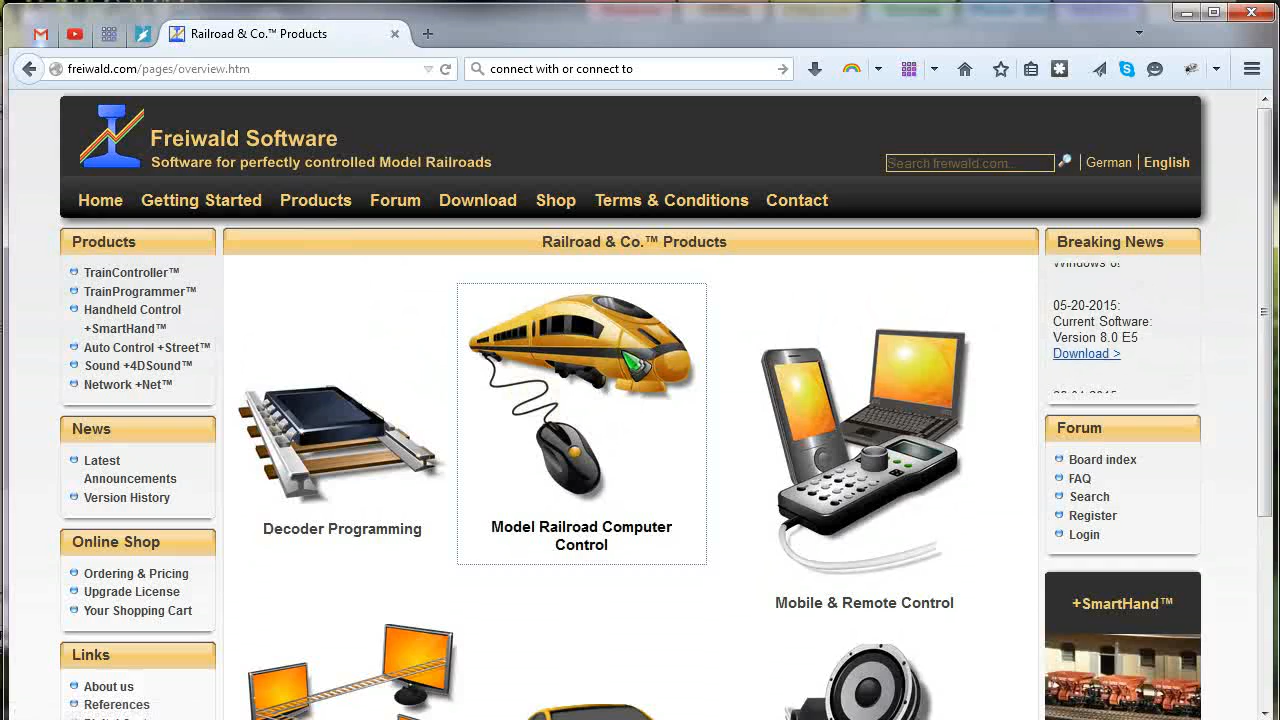 Railroad & Co.™ Products
freiwald.com/pages/overview.htm
connect with or connect to
Freiwald Software
Software for perfectly controlled Model Railroads
Search freiwald.com...
German
English
Home
Getting Started
Products
Forum
Download
Shop
Terms & Conditions
Contact
Products
TrainController™
TrainProgrammer™
Handheld Control
+SmartHand™
Auto Control +Street™
Sound +4DSound™
Network +Net™
News
Latest
Announcements
Version History
Online Shop
Ordering & Pricing
Upgrade License
Your Shopping Cart
Links
About us
References
Railroad & Co.™ Products
Decoder Programming
Model Railroad Computer
Control
Mobile & Remote Control
Breaking News
Windows 8!
05-20-2015:
Current Software:
Version 8.0 E5
Download >
Forum
Board index
FAQ
Search
Register
Login
+SmartHand™